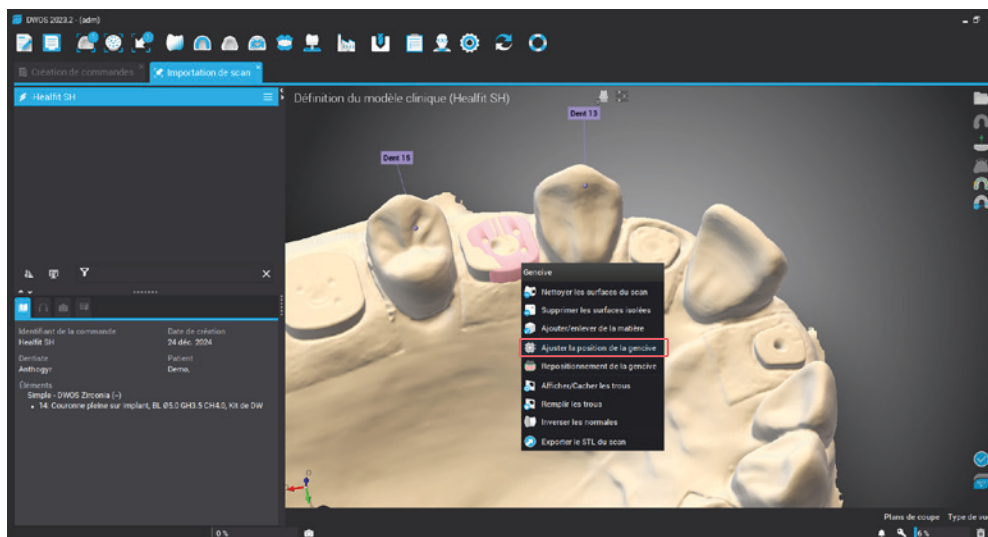 DWOS 2023.2 - (adm)
Création de commandes
Importation de scan
Healfit SH
Définition du modèle clinique (Healfit SH)
Dent 13
Dent 15
Gencive
Nettoyer les surfaces du scan
Supprimer les surfaces isolées
Ajouter/enlever de la matière
Ajuster la position de la gencive
Repositionnement de la gencive
Afficher/Cacher les trous
Remplir les trous
Inverser les normales
Exporter le STL du scan
Identifiant de la commande
Date de création
Healfit SH
24 déc. 2024
Dentiste
Patient
Anthogyr
Demo,
Éléments
Simple - DWOS Zirconia (--)
14: Couronne pleine sur implant, BL Ø5.0 GH3.5 CH4.0, Kit de DW
Plans de coupe Type de vue
0 %
6 %